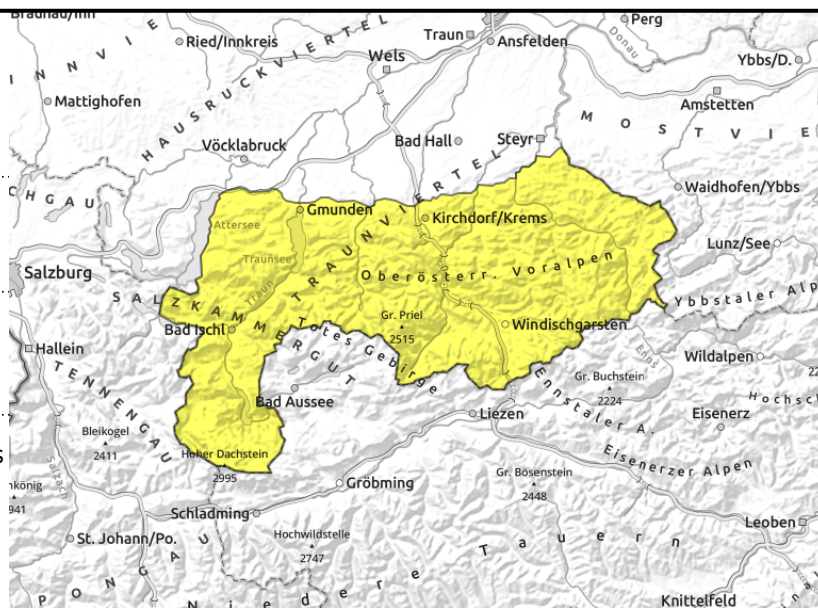 Braunau/Inn
Perg
Traun
Ansfelden
Donau
Ried/Innkreis
Wels
Ybbs/D.
INNVIE
HAUSRUCKVIERTEL
Mattighofen
Amstetten
MOSTVIE
Vöcklabruck
Bad Hall
Steyr
CHGAU
Waidhofen/Ybbs
Gmunden
Attersee
Kirchdorf/Krems
TRAUNVIERTEL
Lunz/See
Traunsee
Oberösterr. Voralpen
Salzburg
Traun
SALZKAMMERGUT
Ybbstaler Alp
Gr. Priel
2515
Bad Ischl
Totes Gebirge
Windischgarsten
Hallein
Enns
Wildalpen
TENNENGAU
Gr. Buchstein
2224
Bad Aussee
Ennstaler A.
Hochsc
Liezen
Eisenerz
Bleikogel
2411
Hoher Dachstein
2995
Eisenerzer Alpen
Salzach
Gr. Bösenstein
2448
nkönig
941
Gröbming
Schladming
Leoben
St. Johann/Po.
Hochwildstelle
2747
PONGAU
Niedere Tauern
Knittelfeld